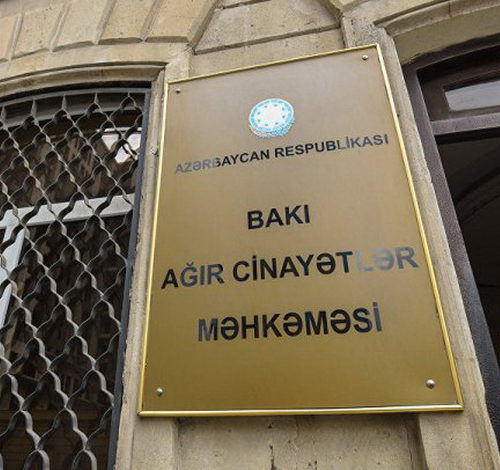 AZƏRBAYCAN RESPUBLİKASI
BAKI
AĞIR CİNAYƏTLƏR
MƏHKƏMƏSİ